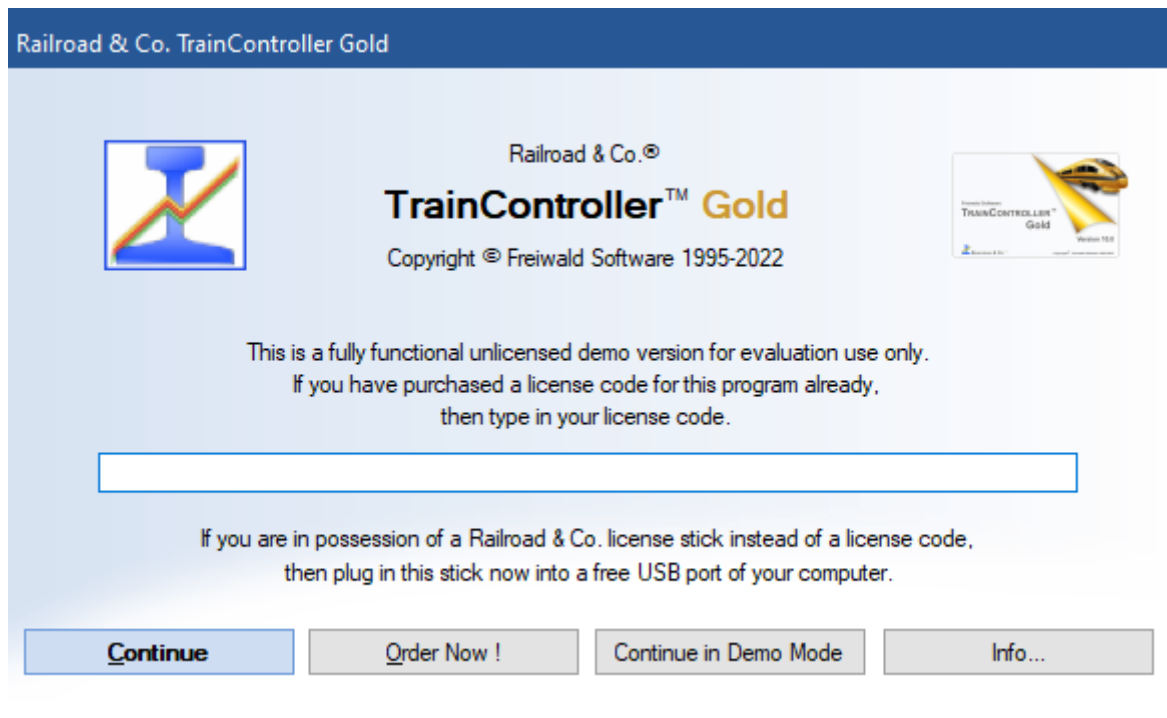 Railroad & Co. TrainController Gold
Railroad & Co.®
TrainController™ Gold
Copyright © Freiwald Software 1995-2022
TRAINCONTROLLER™
Gold
This is a fully functional unlicensed demo version for evaluation use only.
If you have purchased a license code for this program already,
then type in your license code.
If you are in possession of a Railroad & Co. license stick instead of a license code,
then plug in this stick now into a free USB port of your computer.
Continue
Order Now !
Continue in Demo Mode
Info...